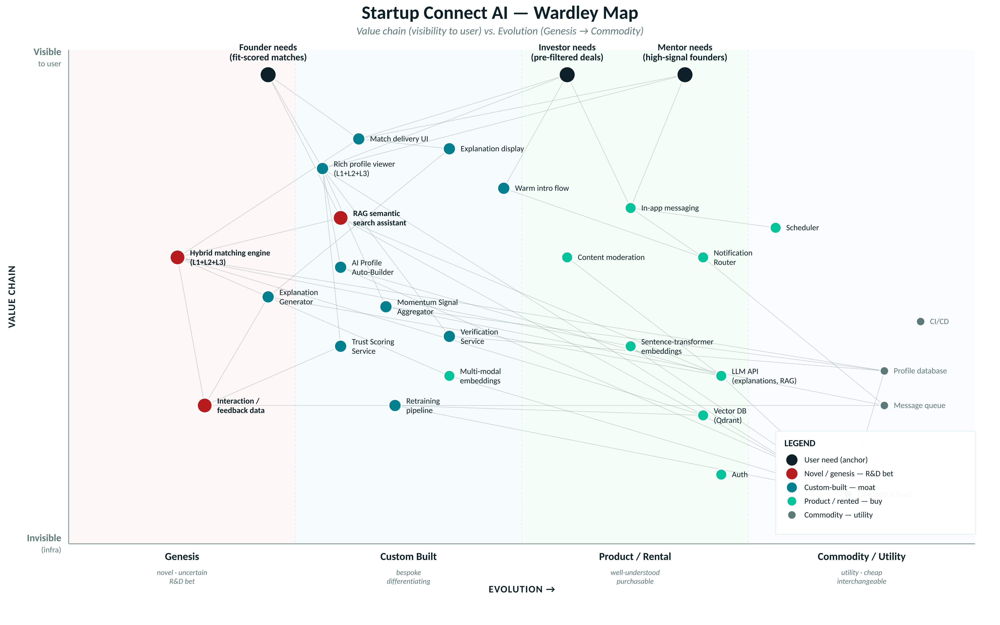 Startup Connect AI — Wardley Map
Value chain (visibility to user) vs. Evolution (Genesis → Commodity)
Visible
to user
Founder needs
(fit-scored matches)
Investor needs
(pre-filtered deals)
Mentor needs
(high-signal founders)
Match delivery UI
Explanation display
Rich profile viewer
(L1+L2+L3)
Warm intro flow
In-app messaging
RAG semantic
search assistant
Scheduler
Hybrid matching engine
(L1+L2+L3)
Content moderation
Notification
Router
AI Profile
Auto-Builder
Explanation
Generator
Momentum Signal
Aggregator
CI/CD
Verification
Service
Trust Scoring
Service
Sentence-transformer
embeddings
Multi-modal
embeddings
LLM API
(explanations, RAG)
Profile database
Interaction /
feedback data
Retraining
pipeline
Message queue
Vector DB
(Qdrant)
Auth
Compute (cloud)
LEGEND
User need (anchor)
Novel / genesis — R&D bet
Custom-built — moat
Product / rented — buy
Commodity — utility
VALUE CHAIN
Invisible
(infra)
Genesis
novel · uncertain
R&D bet
Custom Built
bespoke
differentiating
Product / Rental
well-understood
purchasable
Commodity / Utility
utility · cheap
interchangeable
EVOLUTION →